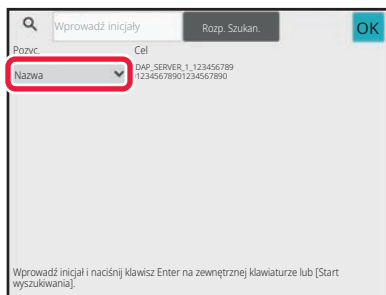 Wprowadź inicjały
Rozp. Szukan.
OK
Pozyc.
Cel
Nazwa
DAP_SERVER_1_123456789
12345678901234567890
Wprowadź inicjał i naciśnij klawisz Enter na zewnętrznej klawiaturze lub [Start
wyszukiwania].